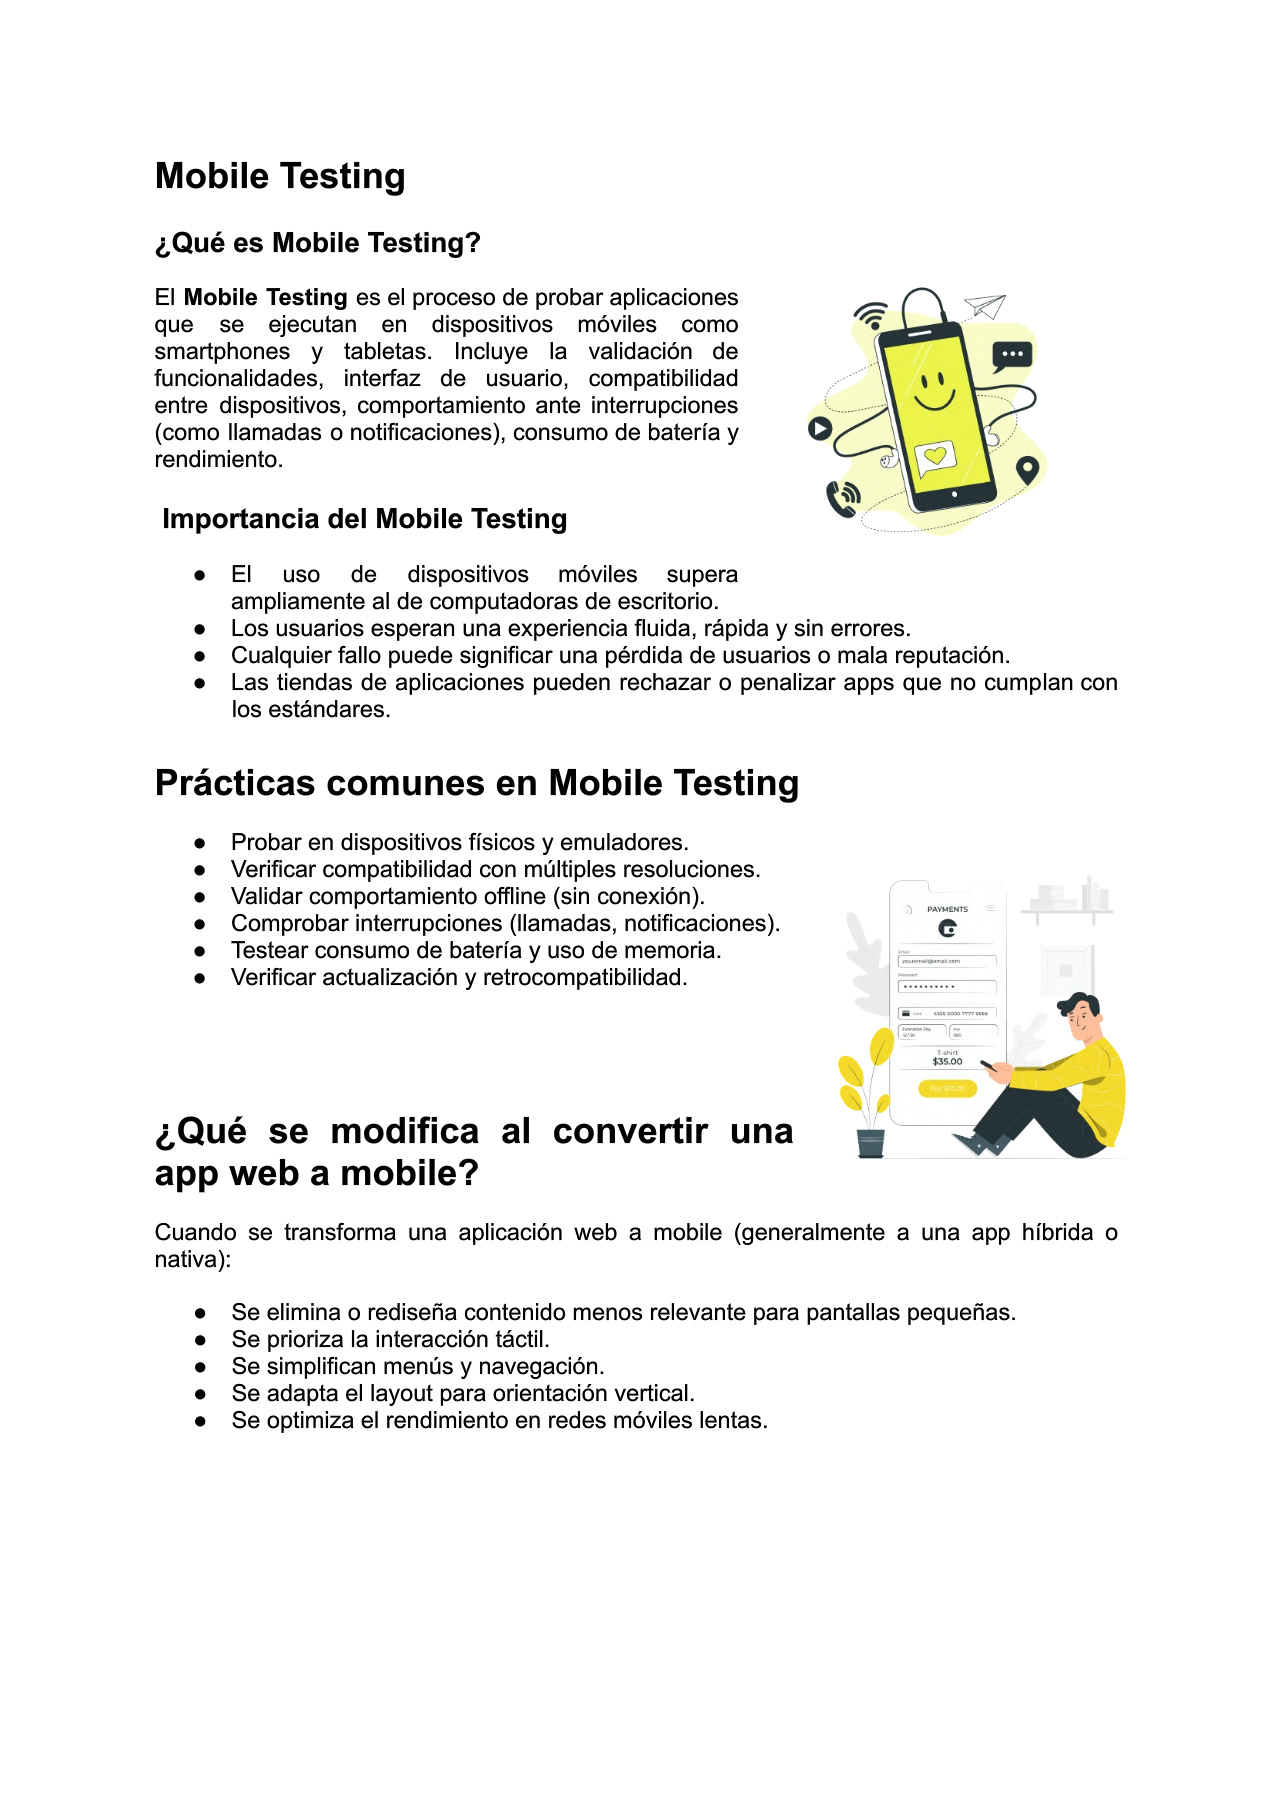 Mobile Testing
¿Qué es Mobile Testing?
El Mobile Testing es el proceso de probar aplicaciones
que se ejecutan en dispositivos móviles como
smartphones y tabletas. Incluye la validación de
funcionalidades, interfaz de usuario, compatibilidad
entre dispositivos, comportamiento ante interrupciones
(como llamadas o notificaciones), consumo de batería y
rendimiento.
Importancia del Mobile Testing
● El uso de dispositivos móviles supera
ampliamente al de computadoras de escritorio.
● Los usuarios esperan una experiencia fluida, rápida y sin errores.
● Cualquier fallo puede significar una pérdida de usuarios o mala reputación.
● Las tiendas de aplicaciones pueden rechazar o penalizar apps que no cumplan con
los estándares.
Prácticas comunes en Mobile Testing
● Probar en dispositivos físicos y emuladores.
● Verificar compatibilidad con múltiples resoluciones.
● Validar comportamiento offline (sin conexión).
● Comprobar interrupciones (llamadas, notificaciones).
● Testear consumo de batería y uso de memoria.
● Verificar actualización y retrocompatibilidad.
PAYMENTS
Email
youremail@email.com
Password
4555 0000 7777 6666
Expiration Day
T-shirt
$35.00
Pay $35.00
¿Qué se modifica al convertir una
app web a mobile?
Cuando se transforma una aplicación web a mobile (generalmente a una app híbrida o
nativa):
● Se elimina o rediseña contenido menos relevante para pantallas pequeñas.
● Se prioriza la interacción táctil.
● Se simplifican menús y navegación.
● Se adapta el layout para orientación vertical.
● Se optimiza el rendimiento en redes móviles lentas.